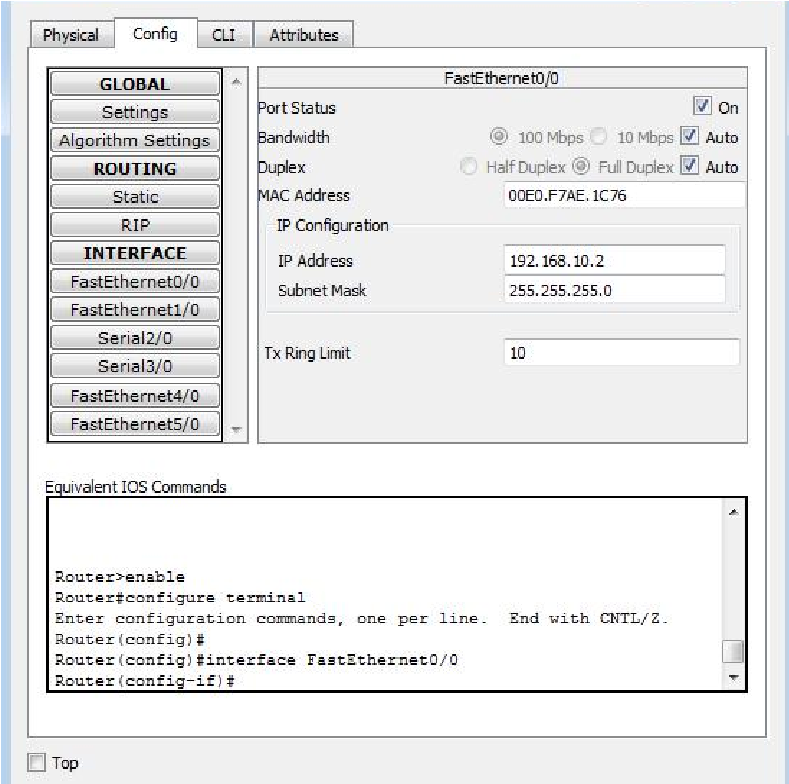 Physical Config CLI Attributes
GLOBAL
Settings
Algorithm Settings
ROUTING
Static
RIP
INTERFACE
FastEthernet0/0
FastEthernet1/0
Serial2/0
Serial3/0
FastEthernet4/0
FastEthernet5/0
FastEthernet0/0
Port Status On
Bandwidth 100 Mbps 10 Mbps Auto
Duplex Half Duplex Full Duplex Auto
MAC Address 00E0.F7AE.1C76
IP Configuration
IP Address 192.168.10.2
Subnet Mask 255.255.255.0
Tx Ring Limit 10
Equivalent IOS Commands
Router>enable
Router#configure terminal
Enter configuration commands, one per line.  End with CNTL/Z.
Router(config)#
Router(config)#interface FastEthernet0/0
Router(config-if)#
Top